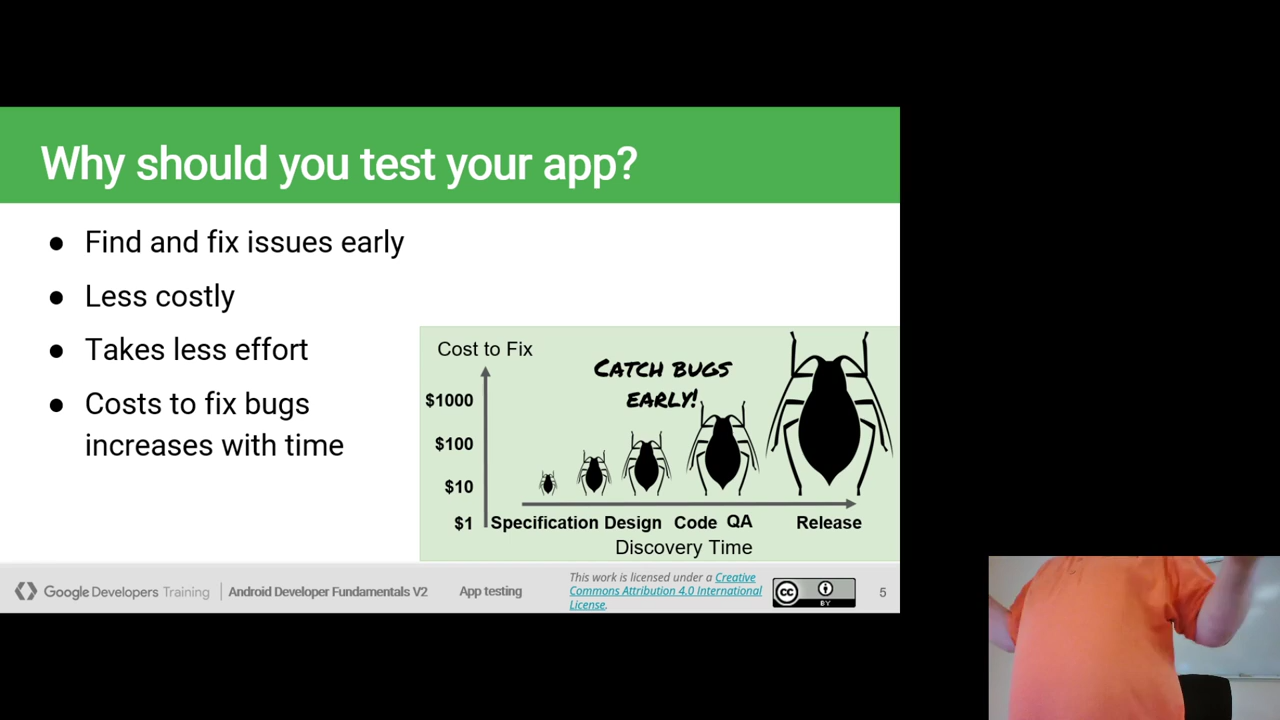 Why should you test your app?
● Find and fix issues early
● Less costly
● Takes less effort
● Costs to fix bugs
increases with time
Cost to Fix
CATCH BUGS
EARLY!
$1000
$100
$10
$1
Specification Design Code QA Release
Discovery Time
Google Developers Training
Android Developer Fundamentals V2
App testing
This work is licensed under a Creative
Commons Attribution 4.0 International
License.
cc
BY
5